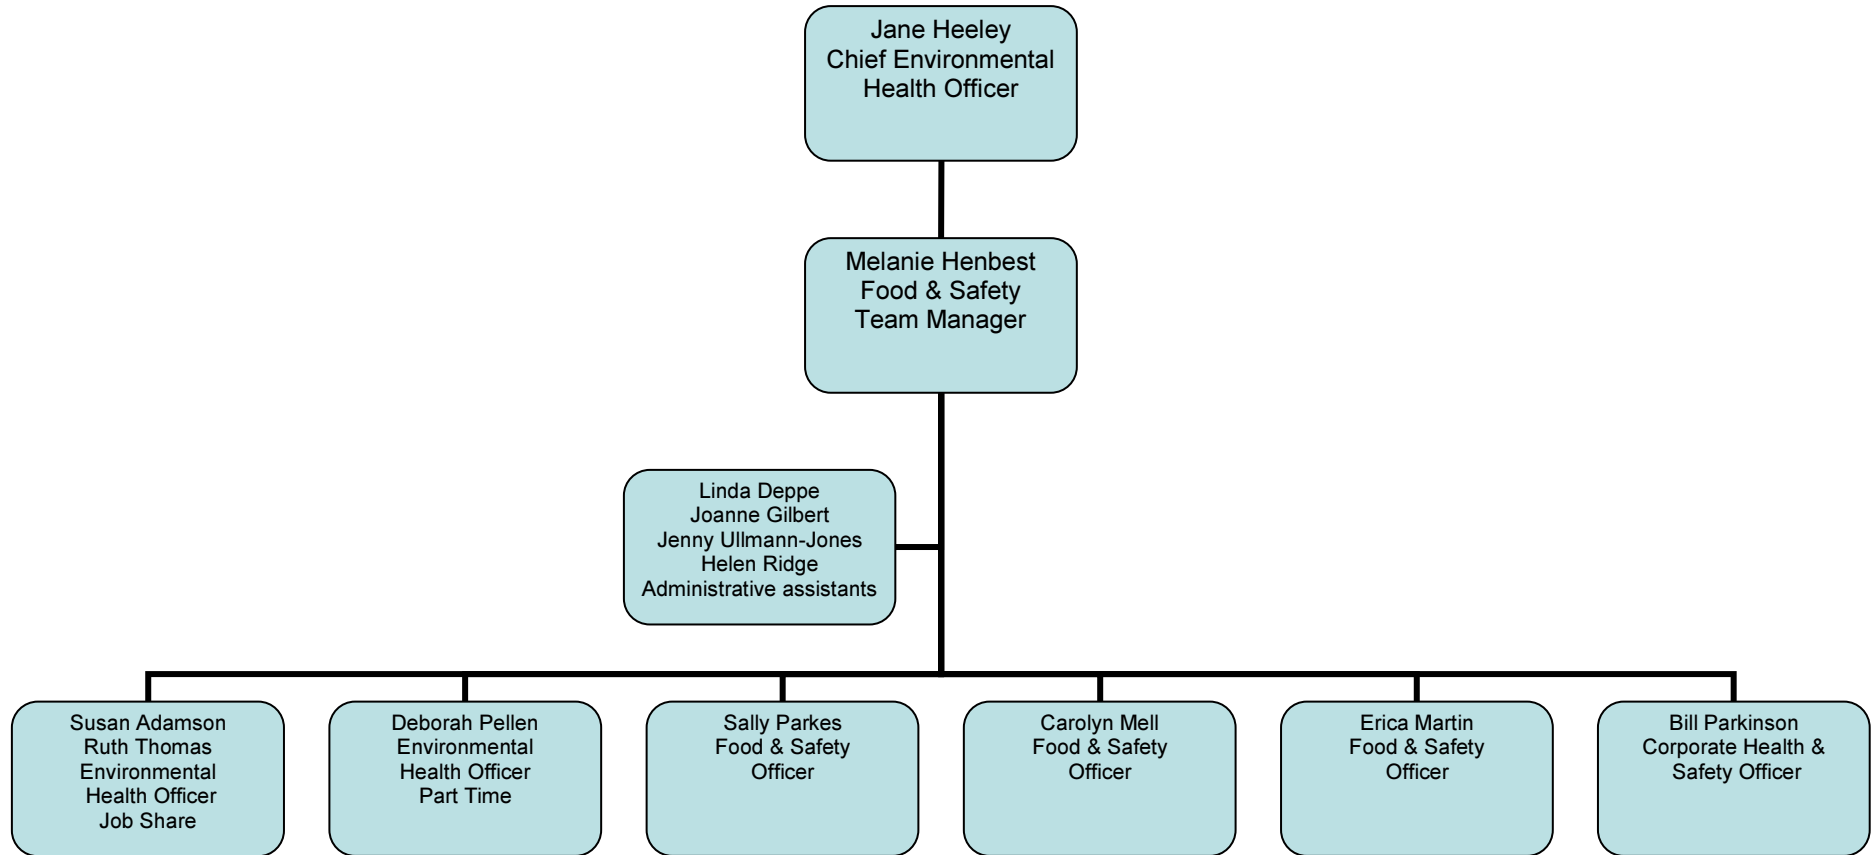 Jane Heeley
Chief Environmental
Health Officer
Melanie Henbest
Food & Safety
Team Manager
Linda Deppe
Joanne Gilbert
Jenny Ullmann-Jones
Helen Ridge
Administrative assistants
Susan Adamson
Ruth Thomas
Environmental
Health Officer
Job Share
Deborah Pellen
Environmental
Health Officer
Part Time
Sally Parkes
Food & Safety
Officer
Carolyn Mell
Food & Safety
Officer
Erica Martin
Food & Safety
Officer
Bill Parkinson
Corporate Health &
Safety Officer